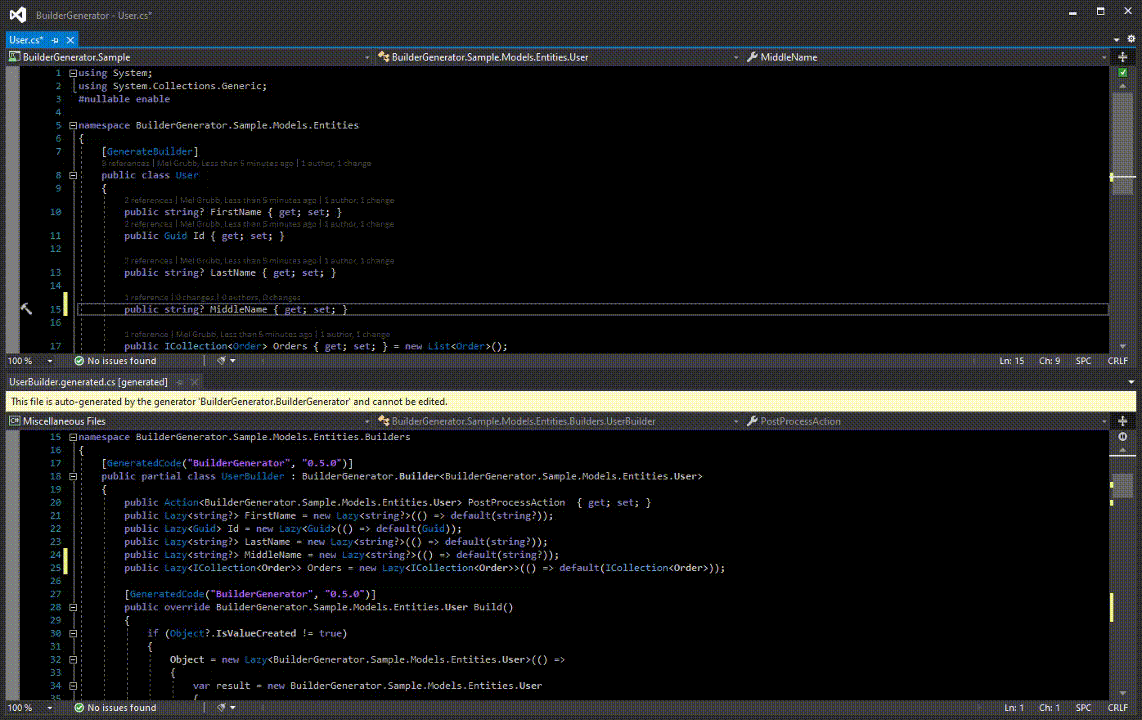 BuilderGenerator - User.cs*
User.cs*
BuilderGenerator.Sample BuilderGenerator.Sample.Models.Entities.User MiddleName
1 using System;
2 using System.Collections.Generic;
3 #nullable enable
4
5 namespace BuilderGenerator.Sample.Models.Entities
6 {
7 [GenerateBuilder]
3 references | Mel Grubb, Less than 5 minutes ago | 1 author, 1 change
8 public class User
9 {
2 references | Mel Grubb, Less than 5 minutes ago | 1 author, 1 change
10 public string? FirstName { get; set; }
2 references | Mel Grubb, Less than 5 minutes ago | 1 author, 1 change
11 public Guid Id { get; set; }
12
2 references | Mel Grubb, Less than 5 minutes ago | 1 author, 1 change
13 public string? LastName { get; set; }
14
1 reference | 0 changes | 0 authors, 0 changes
15 public string? MiddleName { get; set; }
16
1 reference | Mel Grubb, Less than 5 minutes ago | 1 author, 1 change
17 public ICollection<Order> Orders { get; set; } = new List<Order>();
100 % No issues found Ln: 15 Ch: 9 SPC CRLF
UserBuilder.generated.cs [generated]
This file is auto-generated by the generator 'BuilderGenerator.BuilderGenerator' and cannot be edited.
Miscellaneous Files BuilderGenerator.Sample.Models.Entities.Builders.UserBuilder PostProcessAction
15 namespace BuilderGenerator.Sample.Models.Entities.Builders
16 {
17 [GeneratedCode("BuilderGenerator", "0.5.0")]
18 public partial class UserBuilder : BuilderGenerator.Builder<BuilderGenerator.Sample.Models.Entities.User>
19 {
20 public Action<BuilderGenerator.Sample.Models.Entities.User> PostProcessAction { get; set; }
21 public Lazy<string?> FirstName = new Lazy<string?>(() => default(string?));
22 public Lazy<Guid> Id = new Lazy<Guid>(() => default(Guid));
23 public Lazy<string?> LastName = new Lazy<string?>(() => default(string?));
24 public Lazy<string?> MiddleName = new Lazy<string?>(() => default(string?));
25 public Lazy<ICollection<Order>> Orders = new Lazy<ICollection<Order>>(() => default(ICollection<Order>));
26
27 [GeneratedCode("BuilderGenerator", "0.5.0")]
28 public override BuilderGenerator.Sample.Models.Entities.User Build()
29 {
30 if (Object?.IsValueCreated != true)
31 {
32 Object = new Lazy<BuilderGenerator.Sample.Models.Entities.User>(() =>
33 {
34 var result = new BuilderGenerator.Sample.Models.Entities.User
35 {
100 % No issues found Ln: 1 Ch: 1 SPC CRLF